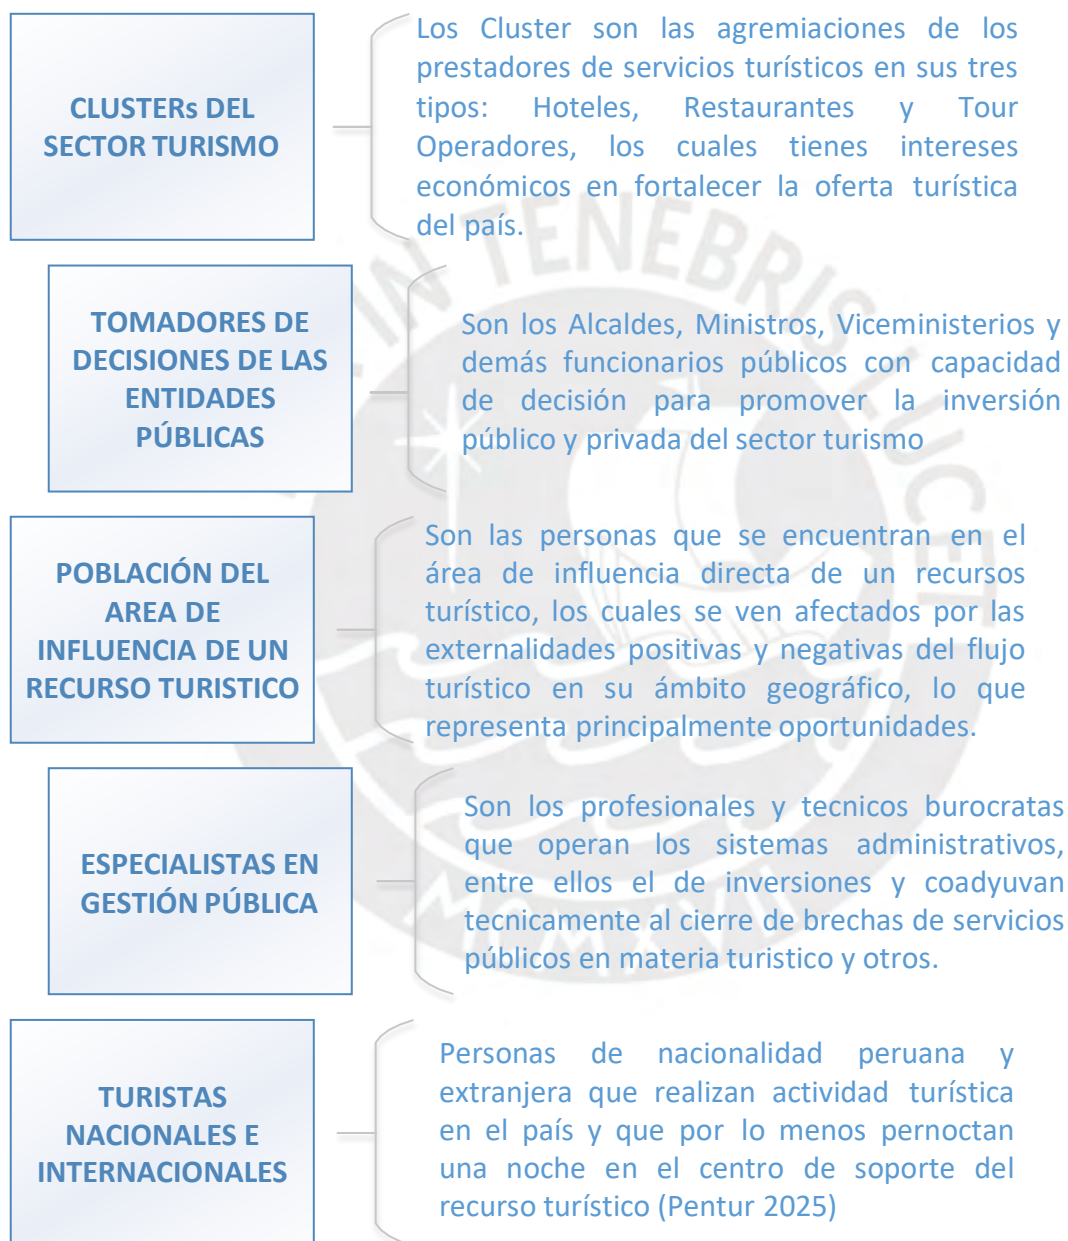 CLUSTERs DEL
SECTOR TURISMO
Los Cluster son las agremiaciones de los
prestadores de servicios turísticos en sus tres
tipos: Hoteles, Restaurantes y Tour
Operadores, los cuales tienes intereses
económicos en fortalecer la oferta turística
del país.
TOMADORES DE
DECISIONES DE LAS
ENTIDADES
PÚBLICAS
Son los Alcaldes, Ministros, Viceministerios y
demás funcionarios públicos con capacidad
de decisión para promover la inversión
público y privada del sector turismo
POBLACIÓN DEL
AREA DE
INFLUENCIA DE UN
RECURSO TURISTICO
Son las personas que se encuentran en el
área de influencia directa de un recursos
turístico, los cuales se ven afectados por las
externalidades positivas y negativas del flujo
turístico en su ámbito geográfico, lo que
representa principalmente oportunidades.
ESPECIALISTAS EN
GESTIÓN PÚBLICA
Son los profesionales y tecnicos burocratas
que operan los sistemas administrativos,
entre ellos el de inversiones y coadyuvan
tecnicamente al cierre de brechas de servicios
públicos en materia turistico y otros.
TURISTAS
NACIONALES E
INTERNACIONALES
Personas de nacionalidad peruana y
extranjera que realizan actividad turística
en el país y que por lo menos pernoctan
una noche en el centro de soporte del
recurso turístico (Pentur 2025)
IN TENEBRIS LUCET
MCMXVII